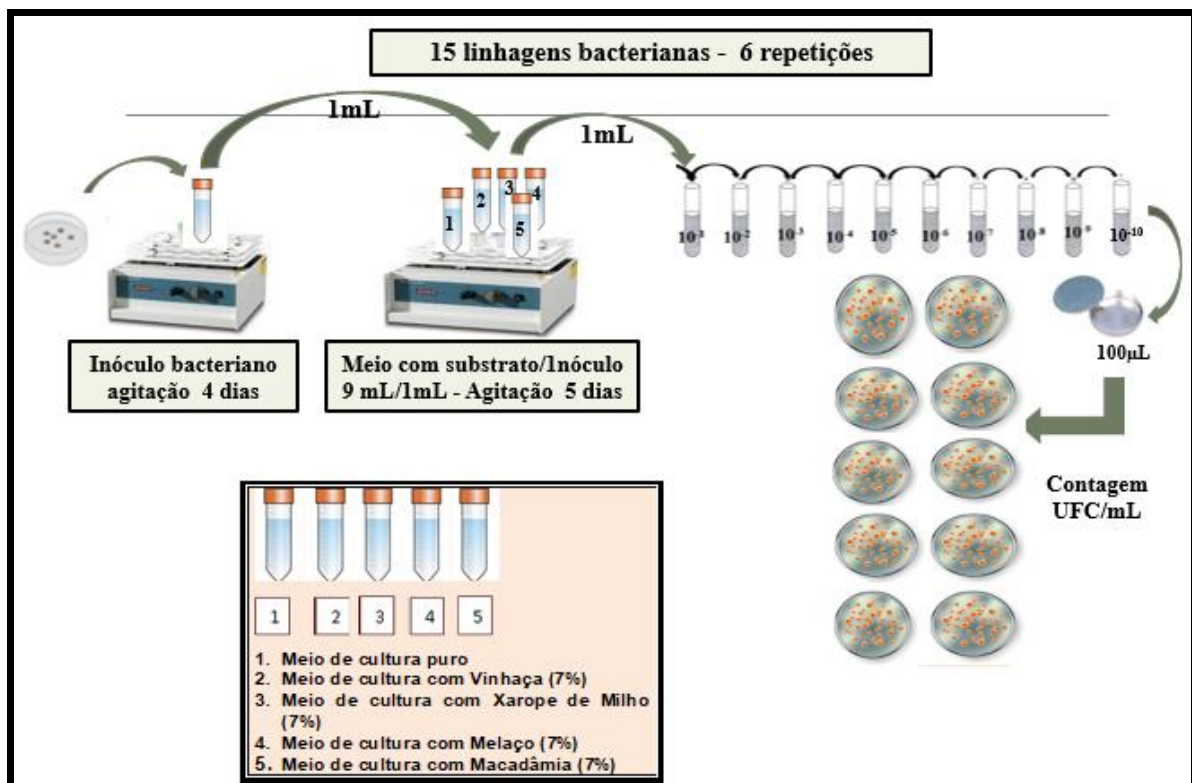 15 linhagens bacterianas - 6 repetições
1mL
1mL
1
2
3
4
5
10-1
10-2
10-3
10-4
10-5
10-6
10-7
10-8
10-9
10-10
Inóculo bacteriano
agitação 4 dias
Meio com substrato/Inóculo
9 mL/1mL - Agitação 5 dias
100µL
Contagem
UFC/mL
1 2 3 4 5
1. Meio de cultura puro
2. Meio de cultura com Vinhaça (7%)
3. Meio de cultura com Xarope de Milho
(7%)
4. Meio de cultura com Melaço (7%)
5. Meio de cultura com Macadâmia (7%)